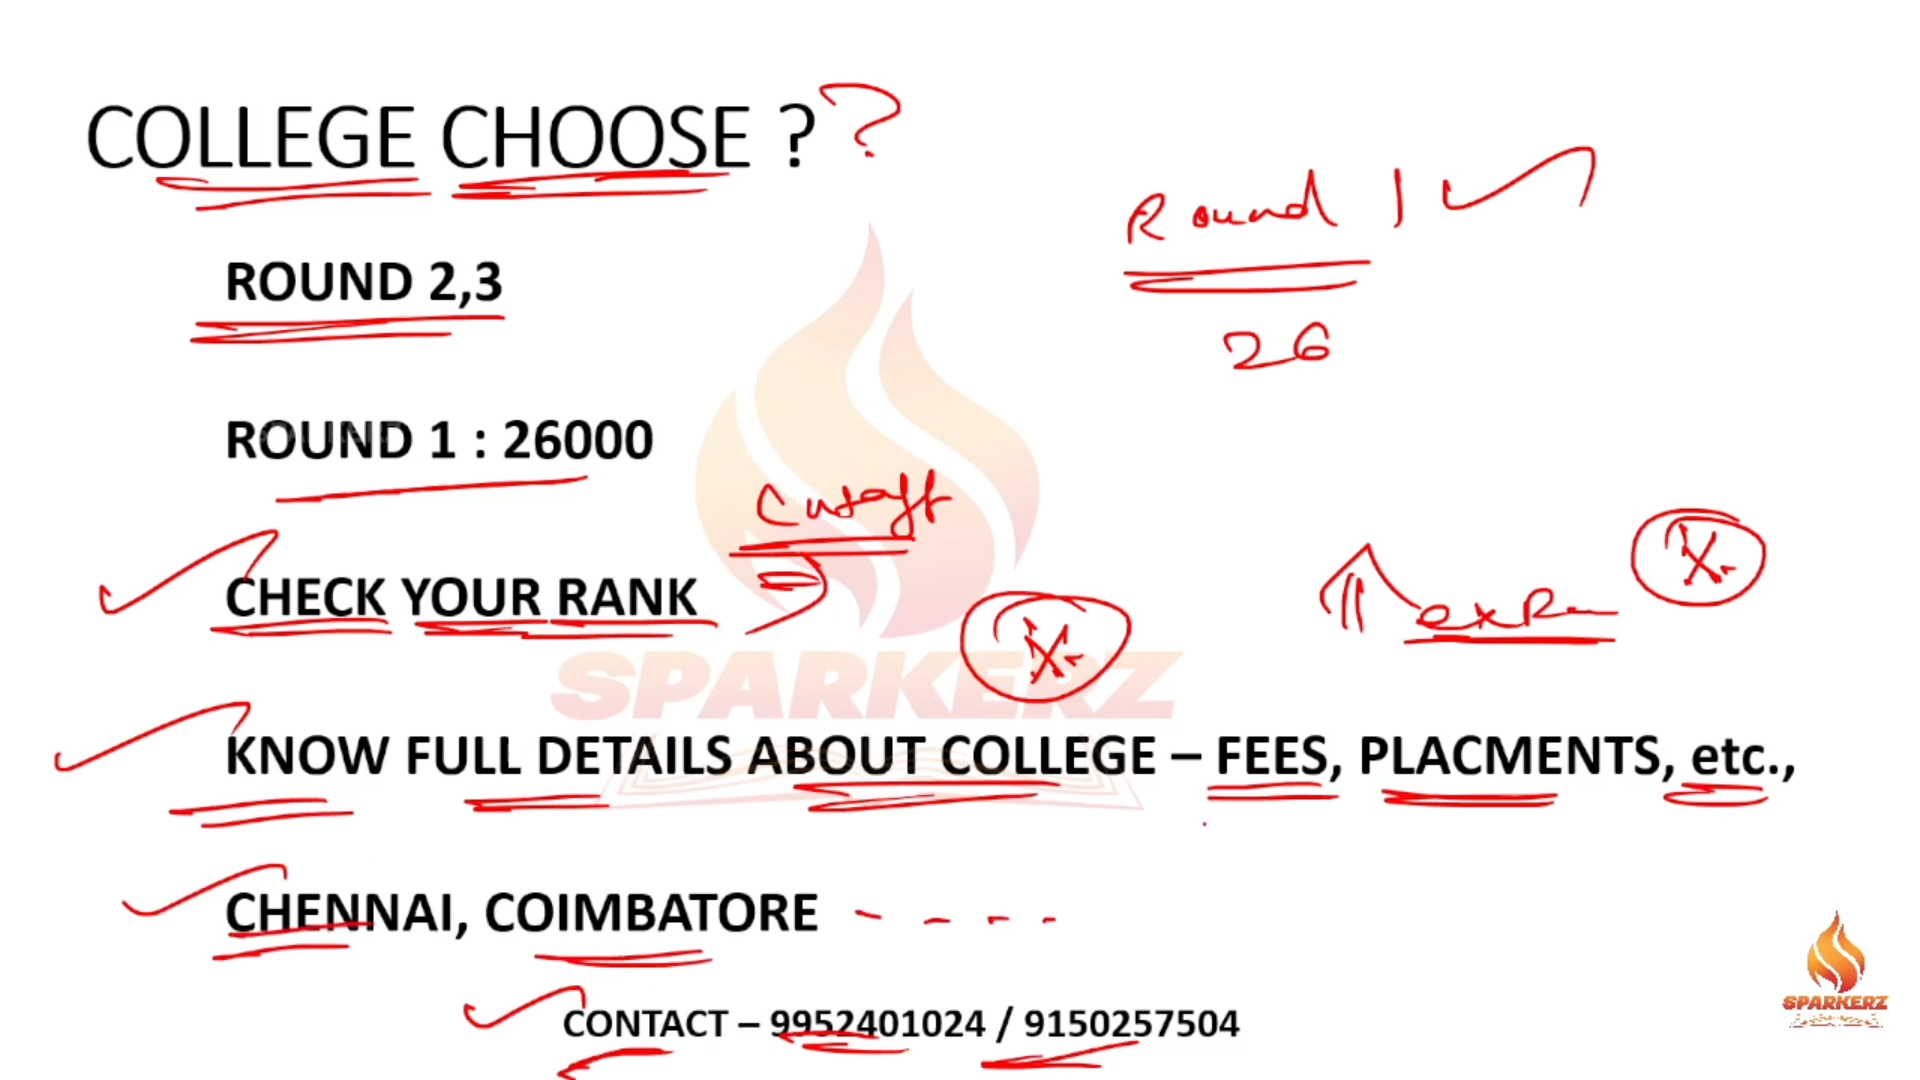 COLLEGE CHOOSE ? ?
Round 1
ROUND 2,3
26
ROUND 1 : 26000
Cutoff
CHECK YOUR RANK
SPARKERZ
KNOW FULL DETAILS ABOUT COLLEGE – FEES, PLACMENTS, etc.,
CHENNAI, COIMBATORE - - - -
SPARKERZ
CONTACT – 9952401024 / 9150257504